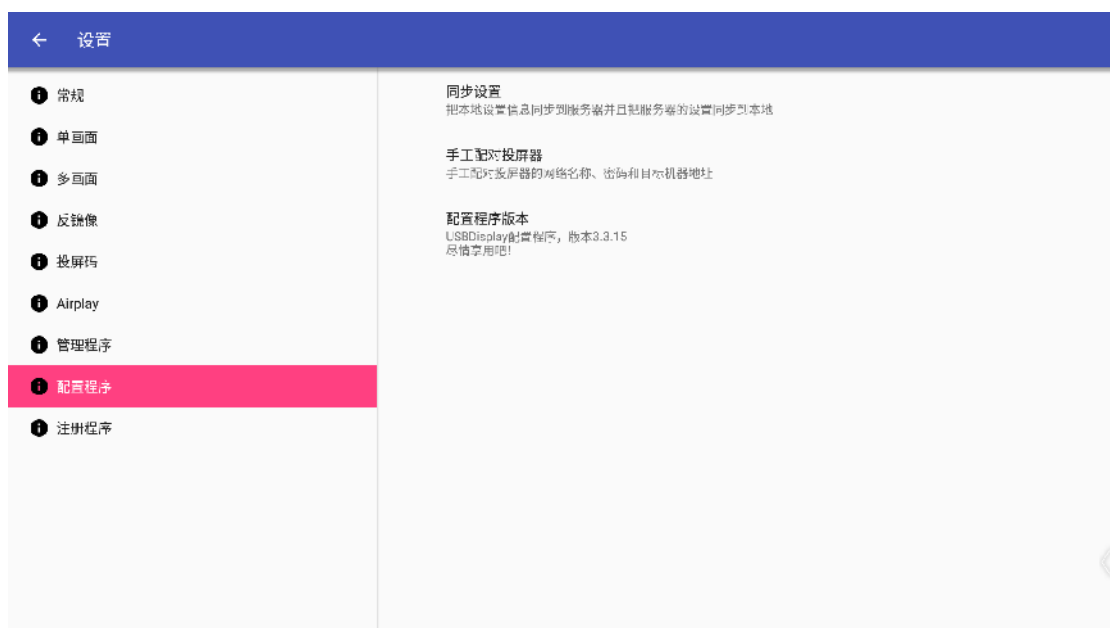 设置
常规
单画面
多画面
反镜像
投屏码
Airplay
管理程序
配置程序
注册程序
同步设置
把本地设置信息同步到服务器并且把服务器的设置同步到本地
手工配对投屏器
手工配对投屏器的网络名称、密码和目标机器地址
配置程序版本
USBDisplay配置程序，版本3.3.15
尽情享用吧!